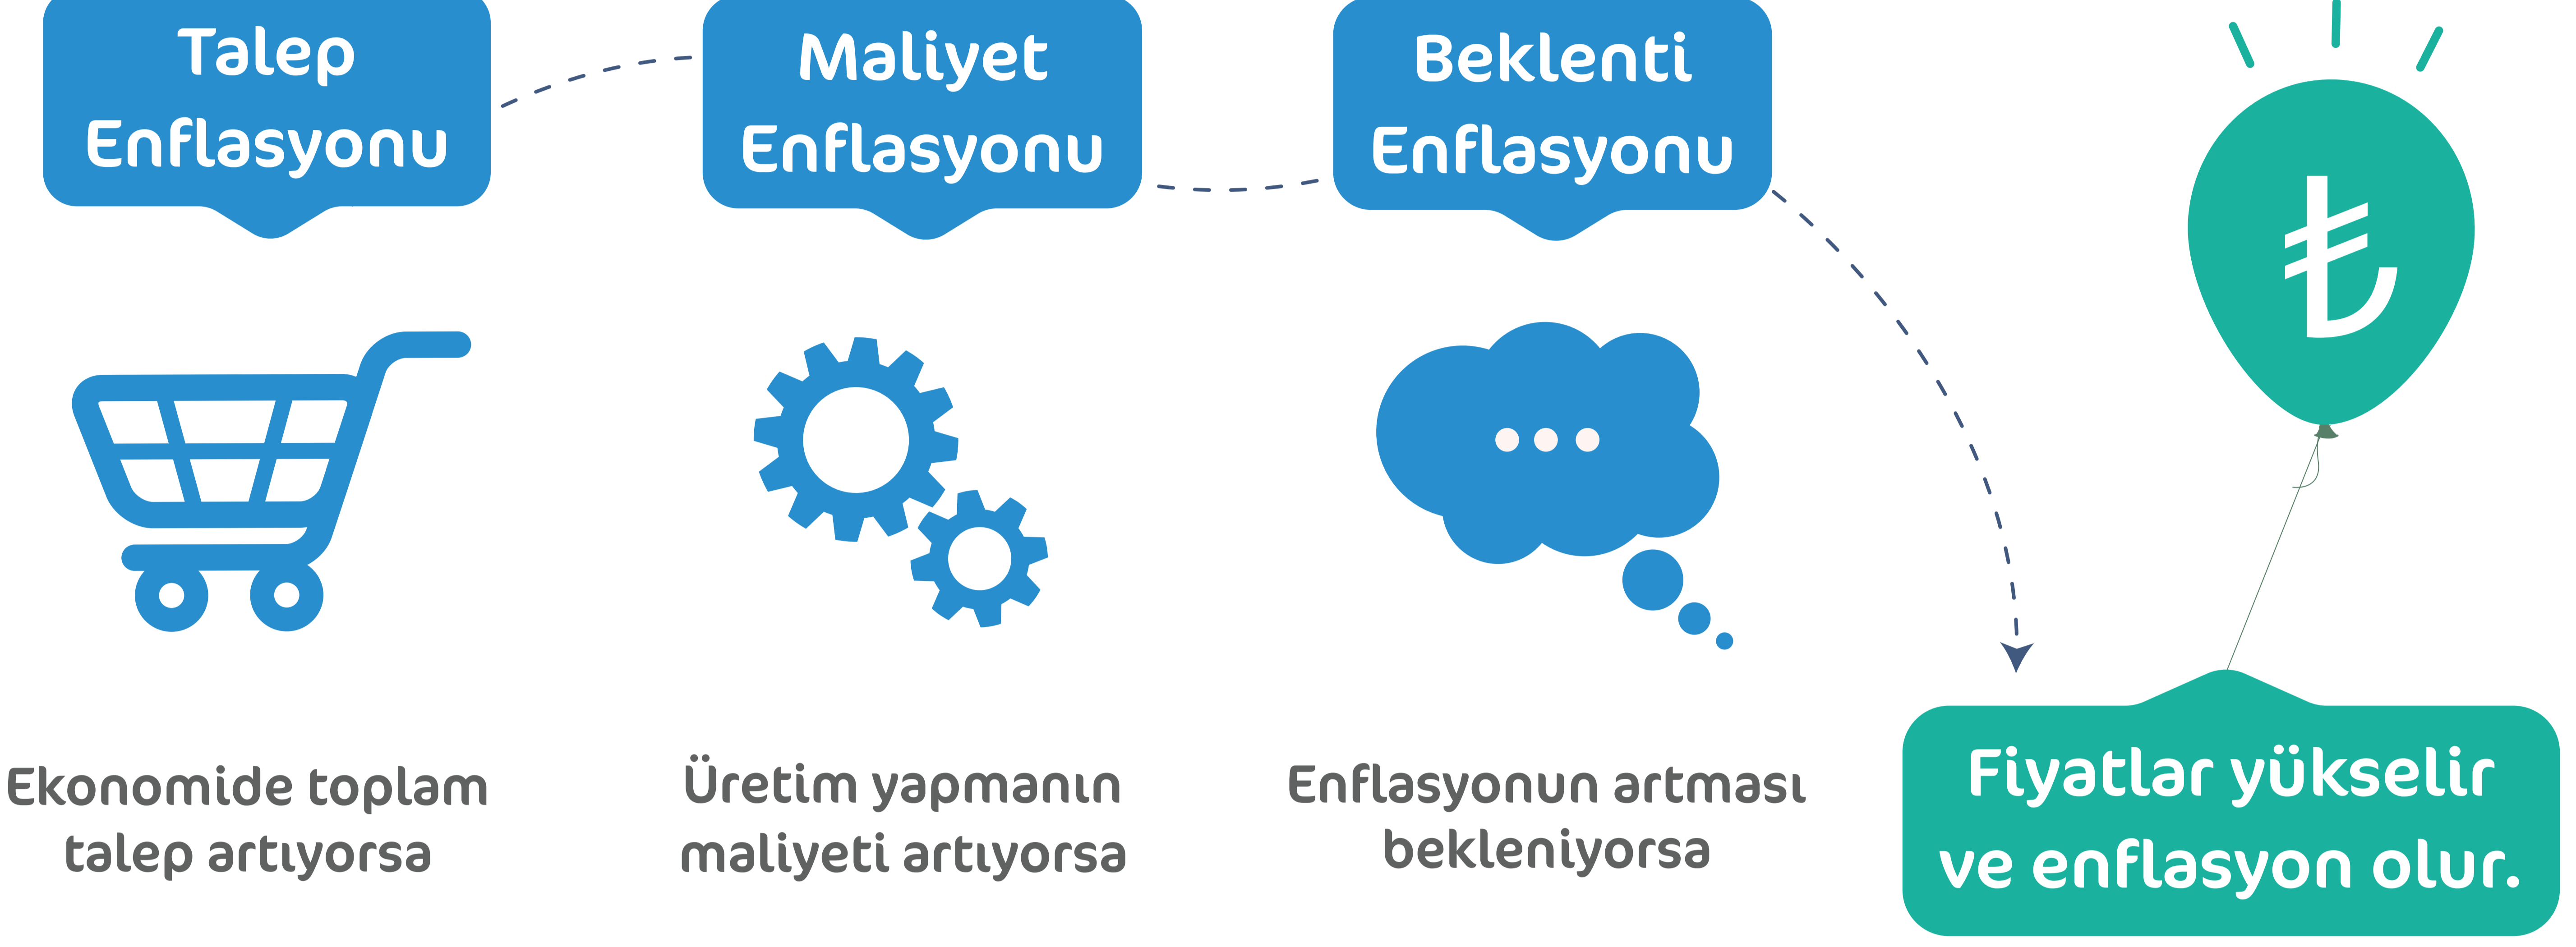 Talep
Enflasyonu
Maliyet
Enflasyonu
Beklenti
Enflasyonu
₺
Ekonomide toplam
talep artıyorsa
Üretim yapmanın
maliyeti artıyorsa
Enflasyonun artması
bekleniyorsa
Fiyatlar yükselir
ve enflasyon olur.